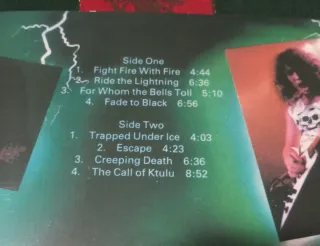 Side One
1. Fight Fire With Fire 4:44
2. Ride the Lightning 6:36
3. For Whom the Bells Toll 5:10
4. Fade to Black 6:56
Side Two
1. Trapped Under Ice 4:03
2. Escape 4:23
3. Creeping Death 6:36
4. The Call of Ktulu 8:52